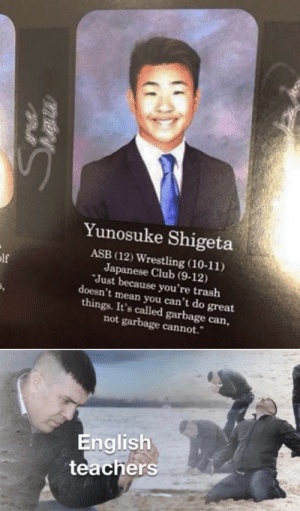 Yunosuke Shigeta
ASB (12) Wrestling (10-11)
Japanese Club (9-12)
"Just because you're trash
doesn't mean you can't do great
things. It's called garbage can,
not garbage cannot."
English
teachers